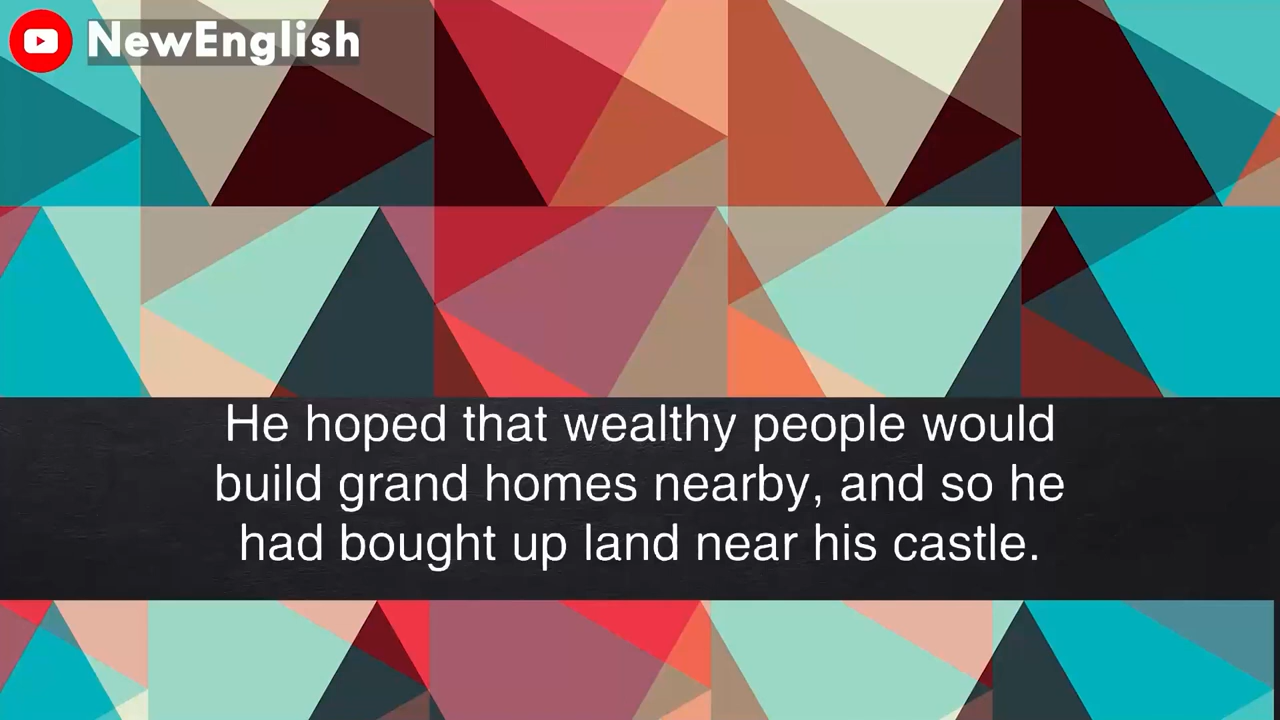 NewEnglish
He hoped that wealthy people would
build grand homes nearby, and so he
had bought up land near his castle.